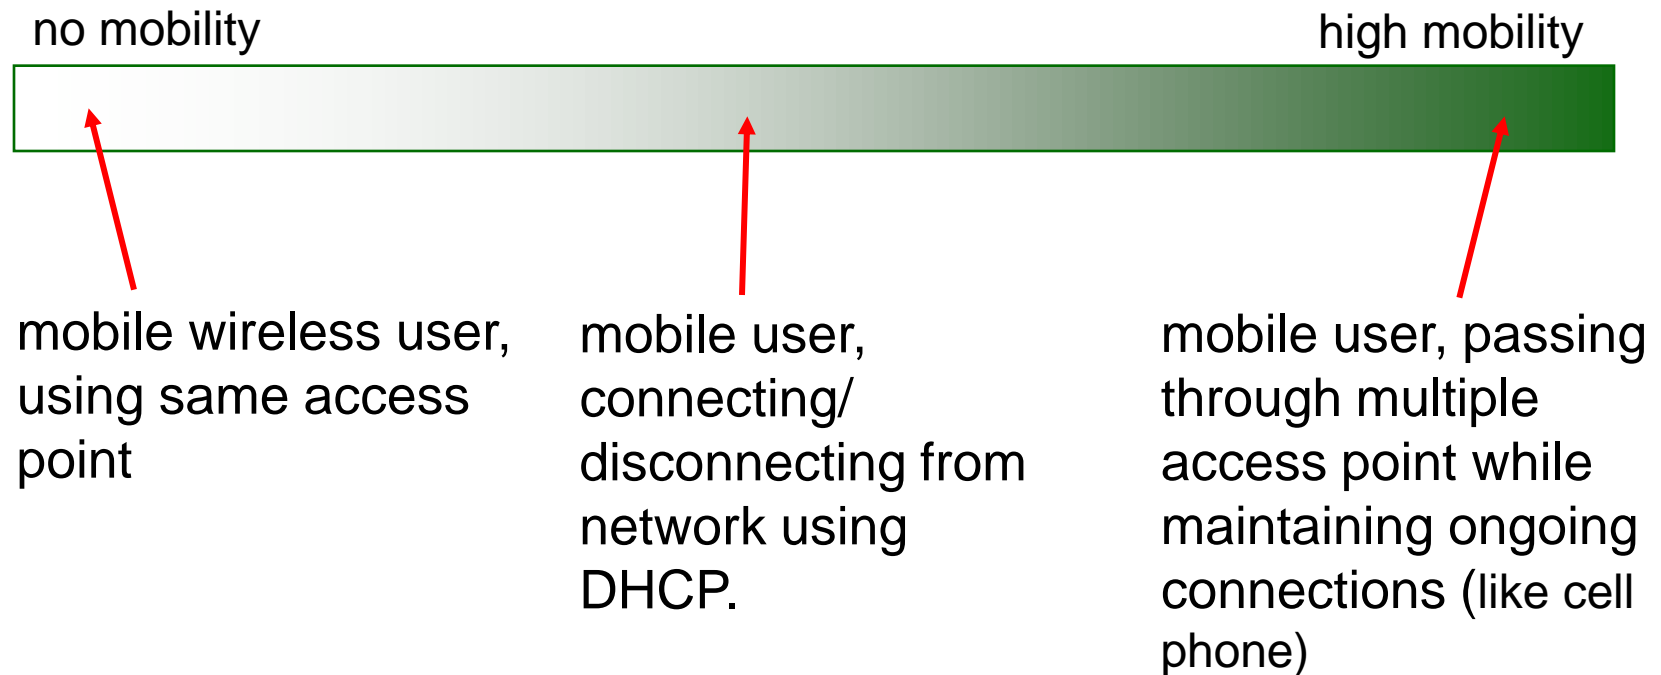 no mobility
high mobility
mobile wireless user,
using same access
point
mobile user,
connecting/
disconnecting from
network using
DHCP.
mobile user, passing
through multiple
access point while
maintaining ongoing
connections (like cell
phone)